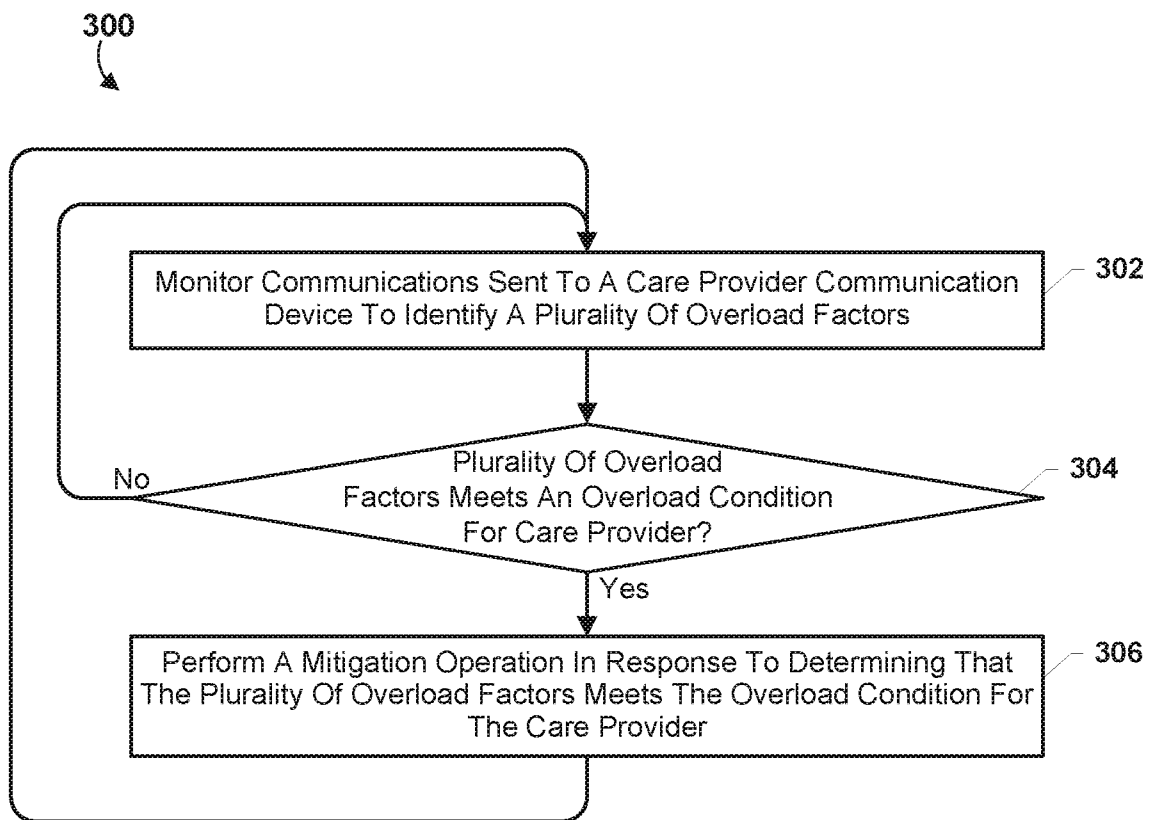 300
Monitor Communications Sent To A Care Provider Communication
Device To Identify A Plurality Of Overload Factors
302
Plurality Of Overload
Factors Meets An Overload Condition
For Care Provider?
304
No
Yes
Perform A Mitigation Operation In Response To Determining That
The Plurality Of Overload Factors Meets The Overload Condition For
The Care Provider
306